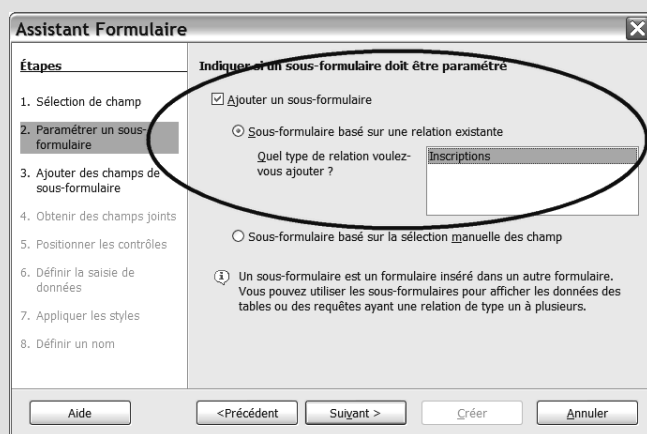 Assistant Formulaire
Étapes
1. Sélection de champ
2. Paramétrer un sous-
formulaire
3. Ajouter des champs de
sous-formulaire
4. Obtenir des champs joints
5. Positionner les contrôles
6. Définir la saisie de
données
7. Appliquer les styles
8. Définir un nom
Indiquer si un sous-formulaire doit être paramétré
Ajouter un sous-formulaire
Sous-formulaire basé sur une relation existante
Quel type de relation voulez-
vous ajouter ?
Inscriptions
Sous-formulaire basé sur la sélection manuelle des champ
Un sous-formulaire est un formulaire inséré dans un autre formulaire.
Vous pouvez utiliser les sous-formulaires pour afficher les données des
tables ou des requêtes ayant une relation de type un à plusieurs.
Aide
<Précédent
Suivant >
Créer
Annuler